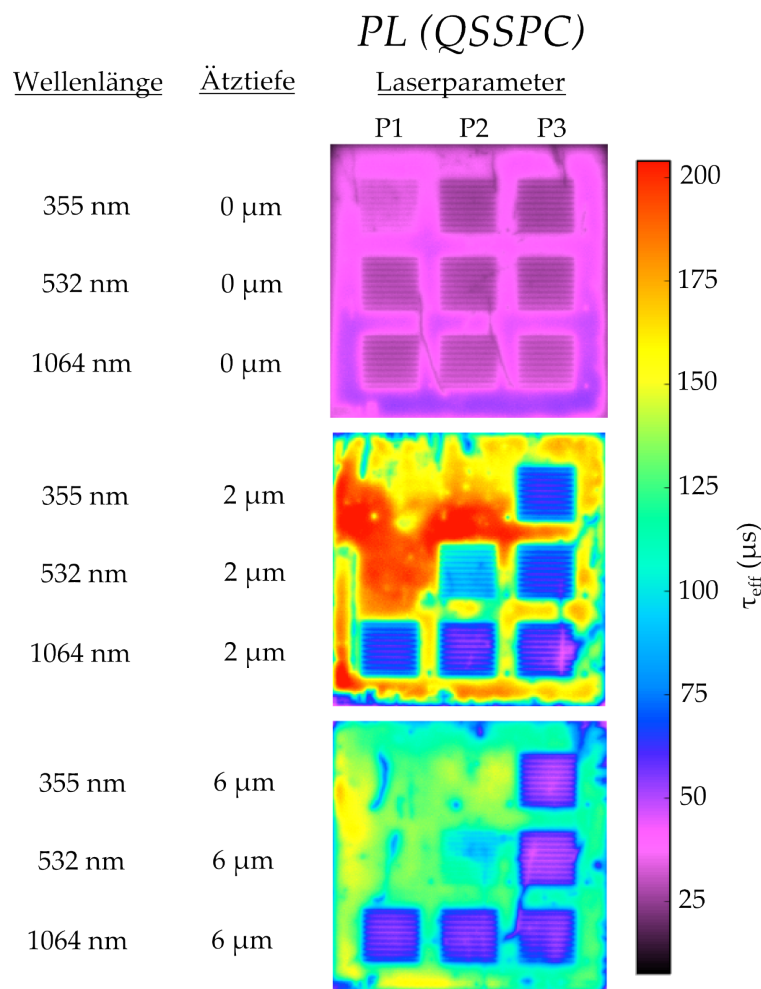 PL (QSSPC)
Wellenlänge Ätztiefe Laserparameter
P1 P2 P3
355 nm 0 µm
532 nm 0 µm
1064 nm 0 µm
355 nm 2 µm
532 nm 2 µm
1064 nm 2 µm
355 nm 6 µm
532 nm 6 µm
1064 nm 6 µm
200
175
150
125
100
75
50
25
τeff (µs)